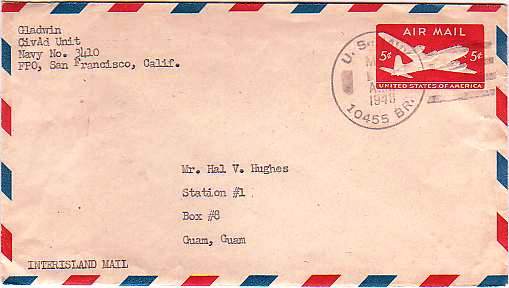 Gladwin
CivAd Unit
Navy No. 3410
FPO, San Francisco, Calif.
AIR MAIL
5¢ 5¢
UNITED STATES OF AMERICA
U. S.
10455 BR.
Mr. Hal V. Hughes
Station #1
Box #8
Guam, Guam
INTERISLAND MAIL